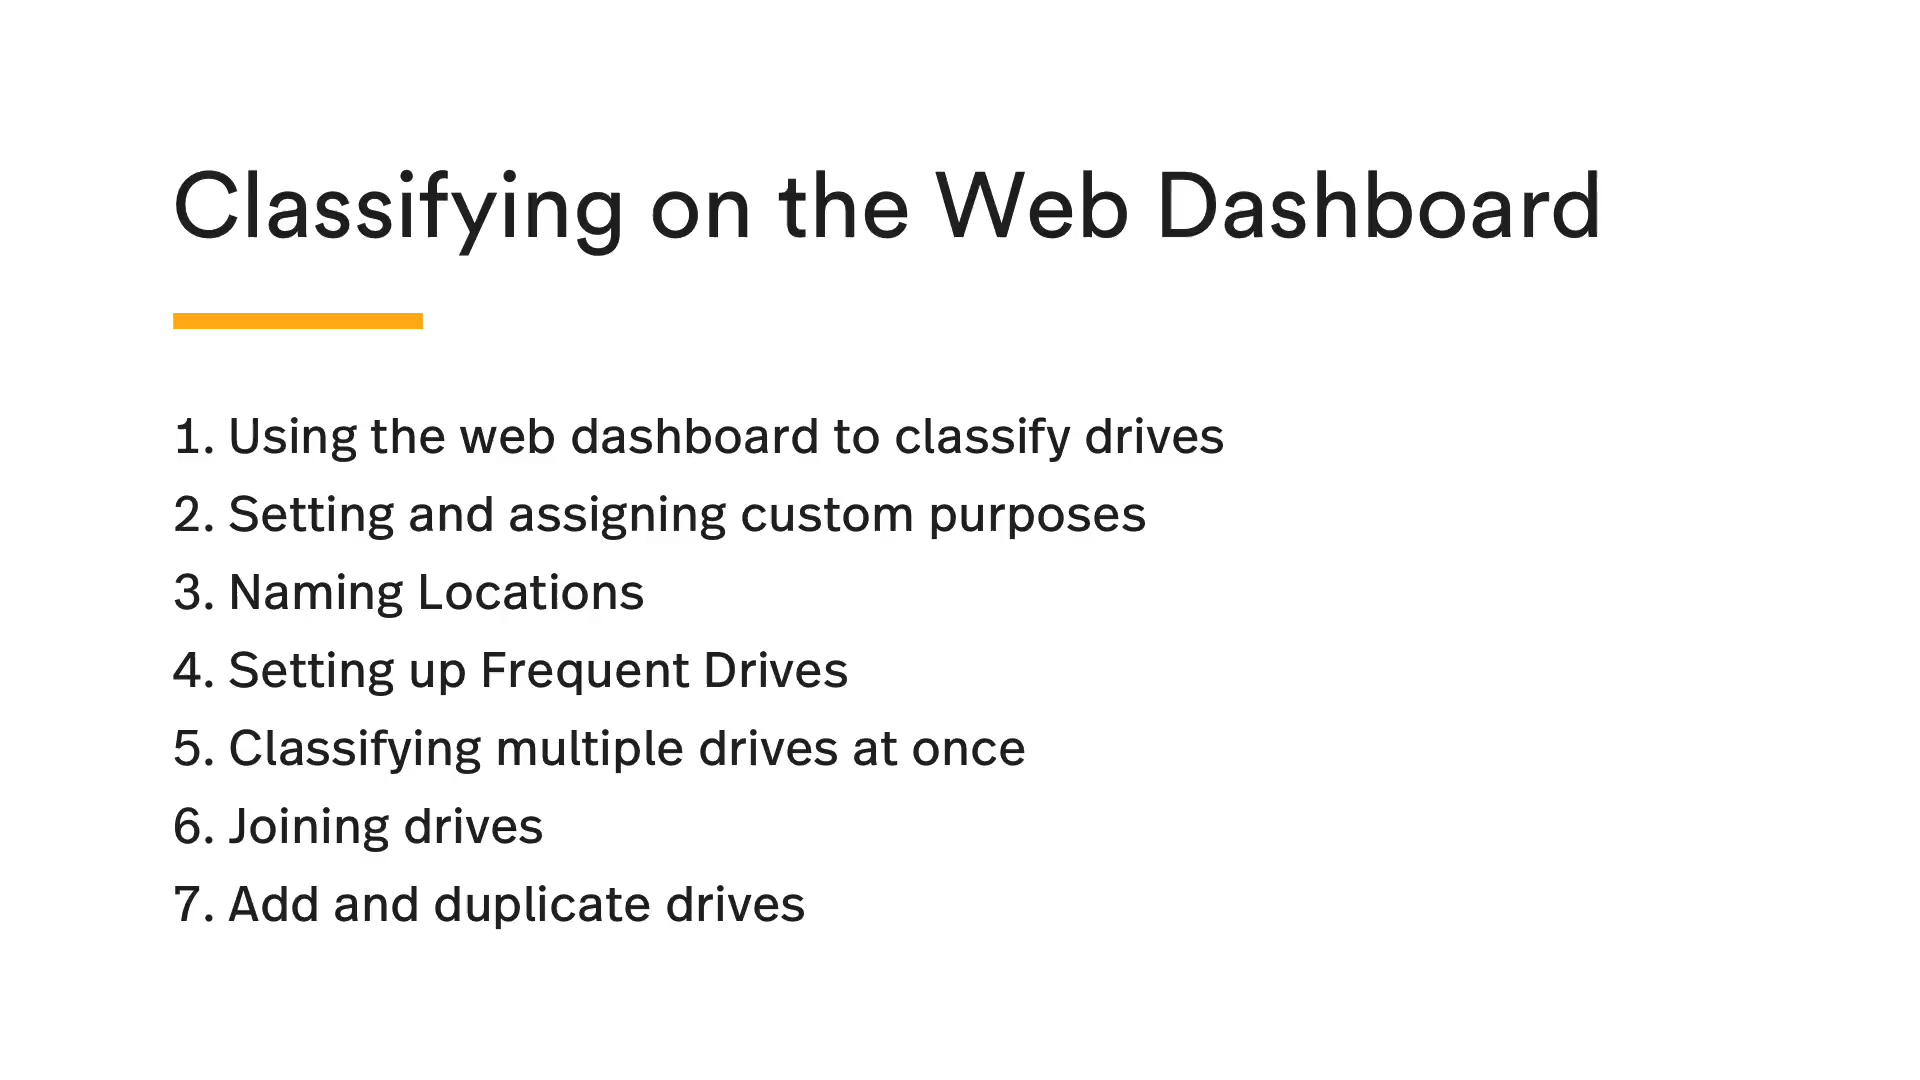 Classifying on the Web Dashboard
1. Using the web dashboard to classify drives
2. Setting and assigning custom purposes
3. Naming Locations
4. Setting up Frequent Drives
5. Classifying multiple drives at once
6. Joining drives
7. Add and duplicate drives